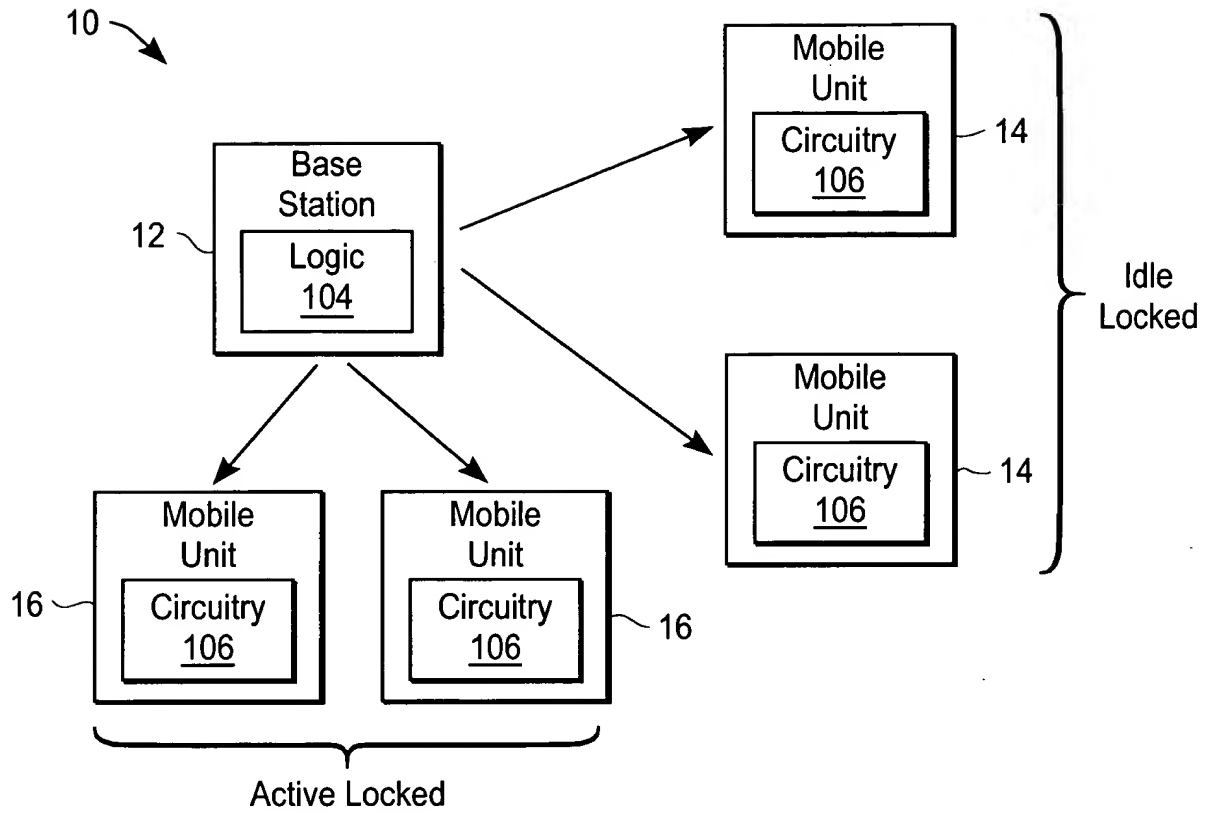 10
Base
Station
12
Logic
104
Mobile
Unit
14
Circuitry
106
Idle
Locked
Mobile
Unit
14
Circuitry
106
Mobile
Unit
16
Circuitry
106
Mobile
Unit
16
Circuitry
106
Active Locked